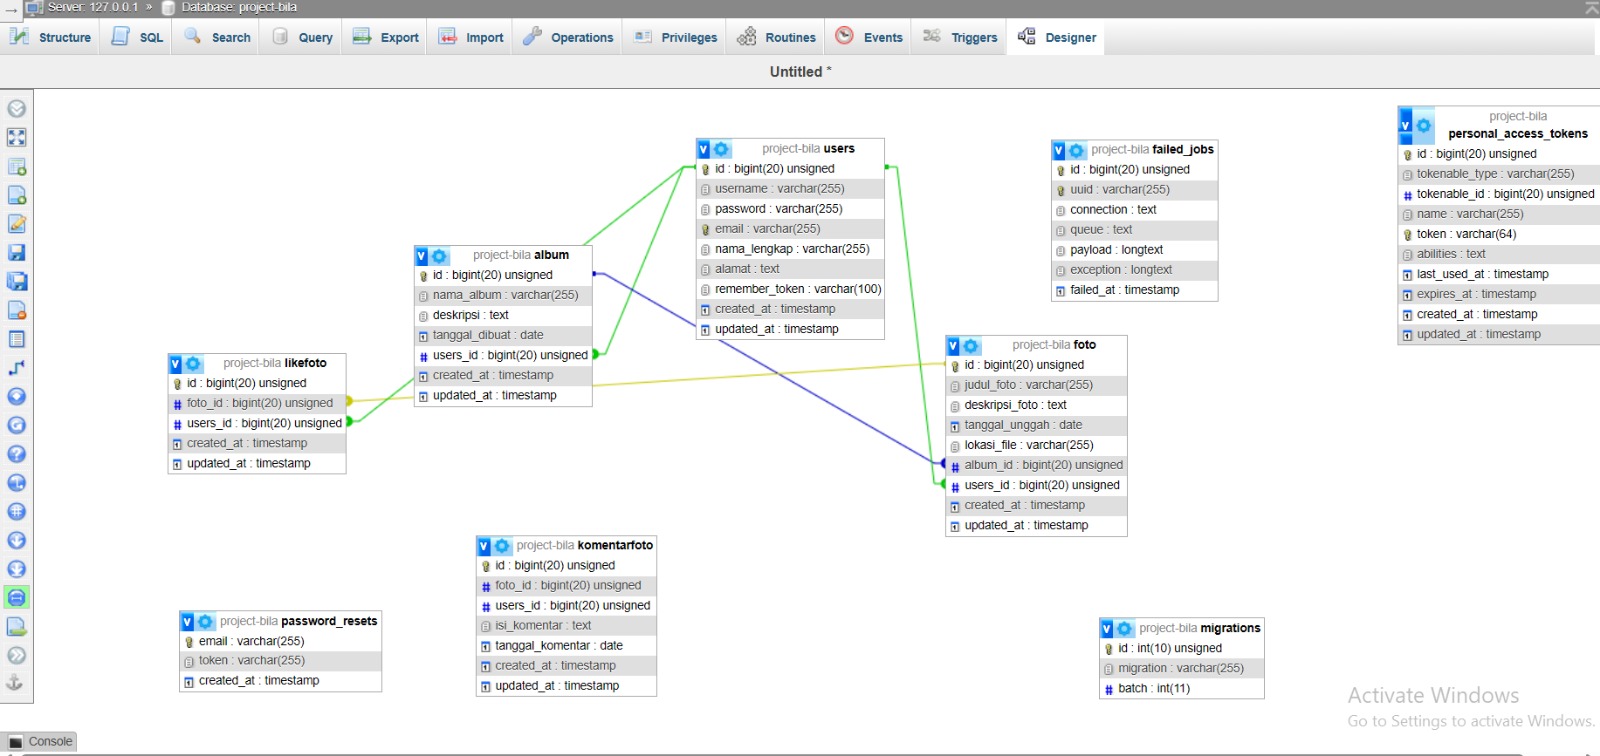 Server: 127.0.0.1 » Database: project-bila
Structure SQL Search Query Export Import Operations Privileges Routines Events Triggers Designer
Untitled *
project-bila users
id : bigint(20) unsigned
username : varchar(255)
password : varchar(255)
email : varchar(255)
nama_lengkap : varchar(255)
alamat : text
remember_token : varchar(100)
created_at : timestamp
updated_at : timestamp
project-bila failed_jobs
id : bigint(20) unsigned
uuid : varchar(255)
connection : text
queue : text
payload : longtext
exception : longtext
failed_at : timestamp
project-bila
personal_access_tokens
id : bigint(20) unsigned
tokenable_type : varchar(255)
tokenable_id : bigint(20) unsigned
name : varchar(255)
token : varchar(64)
abilities : text
last_used_at : timestamp
expires_at : timestamp
created_at : timestamp
updated_at : timestamp
project-bila album
id : bigint(20) unsigned
nama_album : varchar(255)
deskripsi : text
tanggal_dibuat : date
users_id : bigint(20) unsigned
created_at : timestamp
updated_at : timestamp
project-bila likefoto
id : bigint(20) unsigned
foto_id : bigint(20) unsigned
users_id : bigint(20) unsigned
created_at : timestamp
updated_at : timestamp
project-bila foto
id : bigint(20) unsigned
judul_foto : varchar(255)
deskripsi_foto : text
tanggal_unggah : date
lokasi_file : varchar(255)
album_id : bigint(20) unsigned
users_id : bigint(20) unsigned
created_at : timestamp
updated_at : timestamp
project-bila komentarfoto
id : bigint(20) unsigned
foto_id : bigint(20) unsigned
users_id : bigint(20) unsigned
isi_komentar : text
tanggal_komentar : date
created_at : timestamp
updated_at : timestamp
project-bila password_resets
email : varchar(255)
token : varchar(255)
created_at : timestamp
project-bila migrations
id : int(10) unsigned
migration : varchar(255)
batch : int(11)
Activate Windows
Go to Settings to activate Windows.
Console